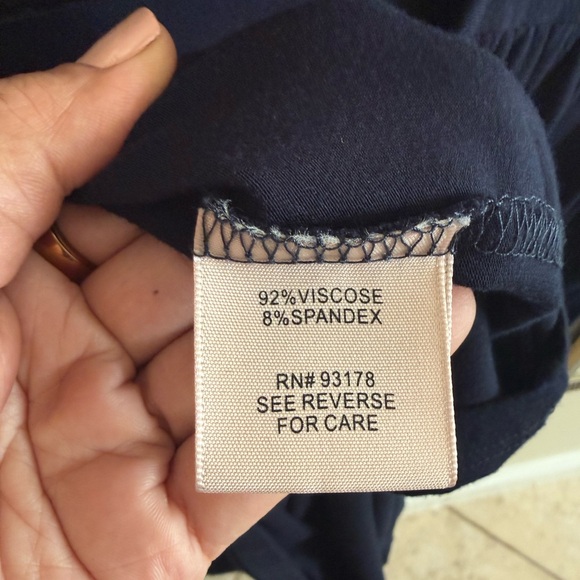 92%VISCOSE
8%SPANDEX
RN# 93178
SEE REVERSE
FOR CARE